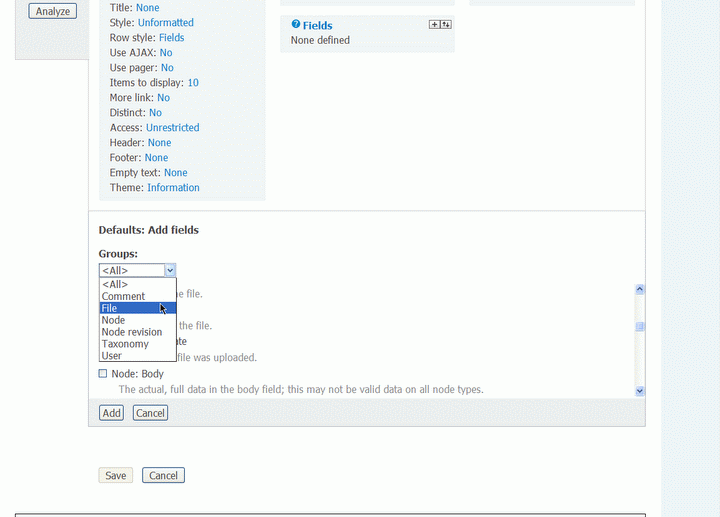 Analyze
Title: None
Style: Unformatted
Row style: Fields
Use AJAX: No
Use pager: No
Items to display: 10
More link: No
Distinct: No
Access: Unrestricted
Header: None
Footer: None
Empty text: None
Theme: Information
Fields
None defined
Defaults: Add fields
Groups:
<All>
<All>
Comment
File
Node
Node revision
Taxonomy
User
file.
the file.
file was uploaded.
Node: Body
The actual, full data in the body field; this may not be valid data on all node types.
Add Cancel
Save Cancel